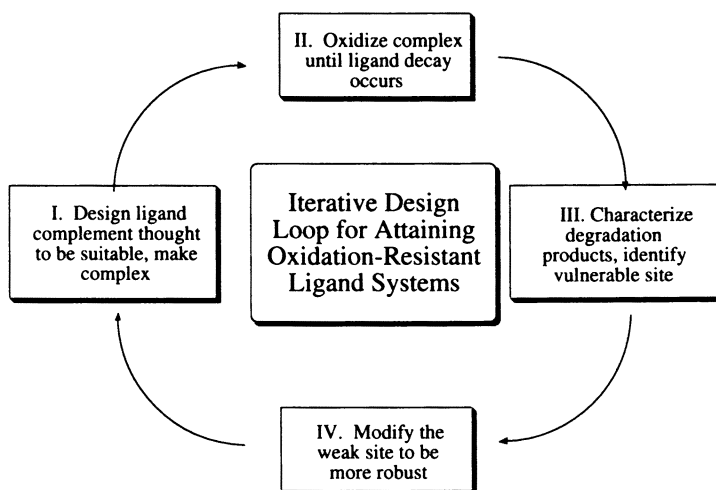 II. Oxidize complex
until ligand decay
occurs
I. Design ligand
complement thought
to be suitable, make
complex
Iterative Design
Loop for Attaining
Oxidation-Resistant
Ligand Systems
III. Characterize
degradation
products, identify
vulnerable site
IV. Modify the
weak site to be
more robust